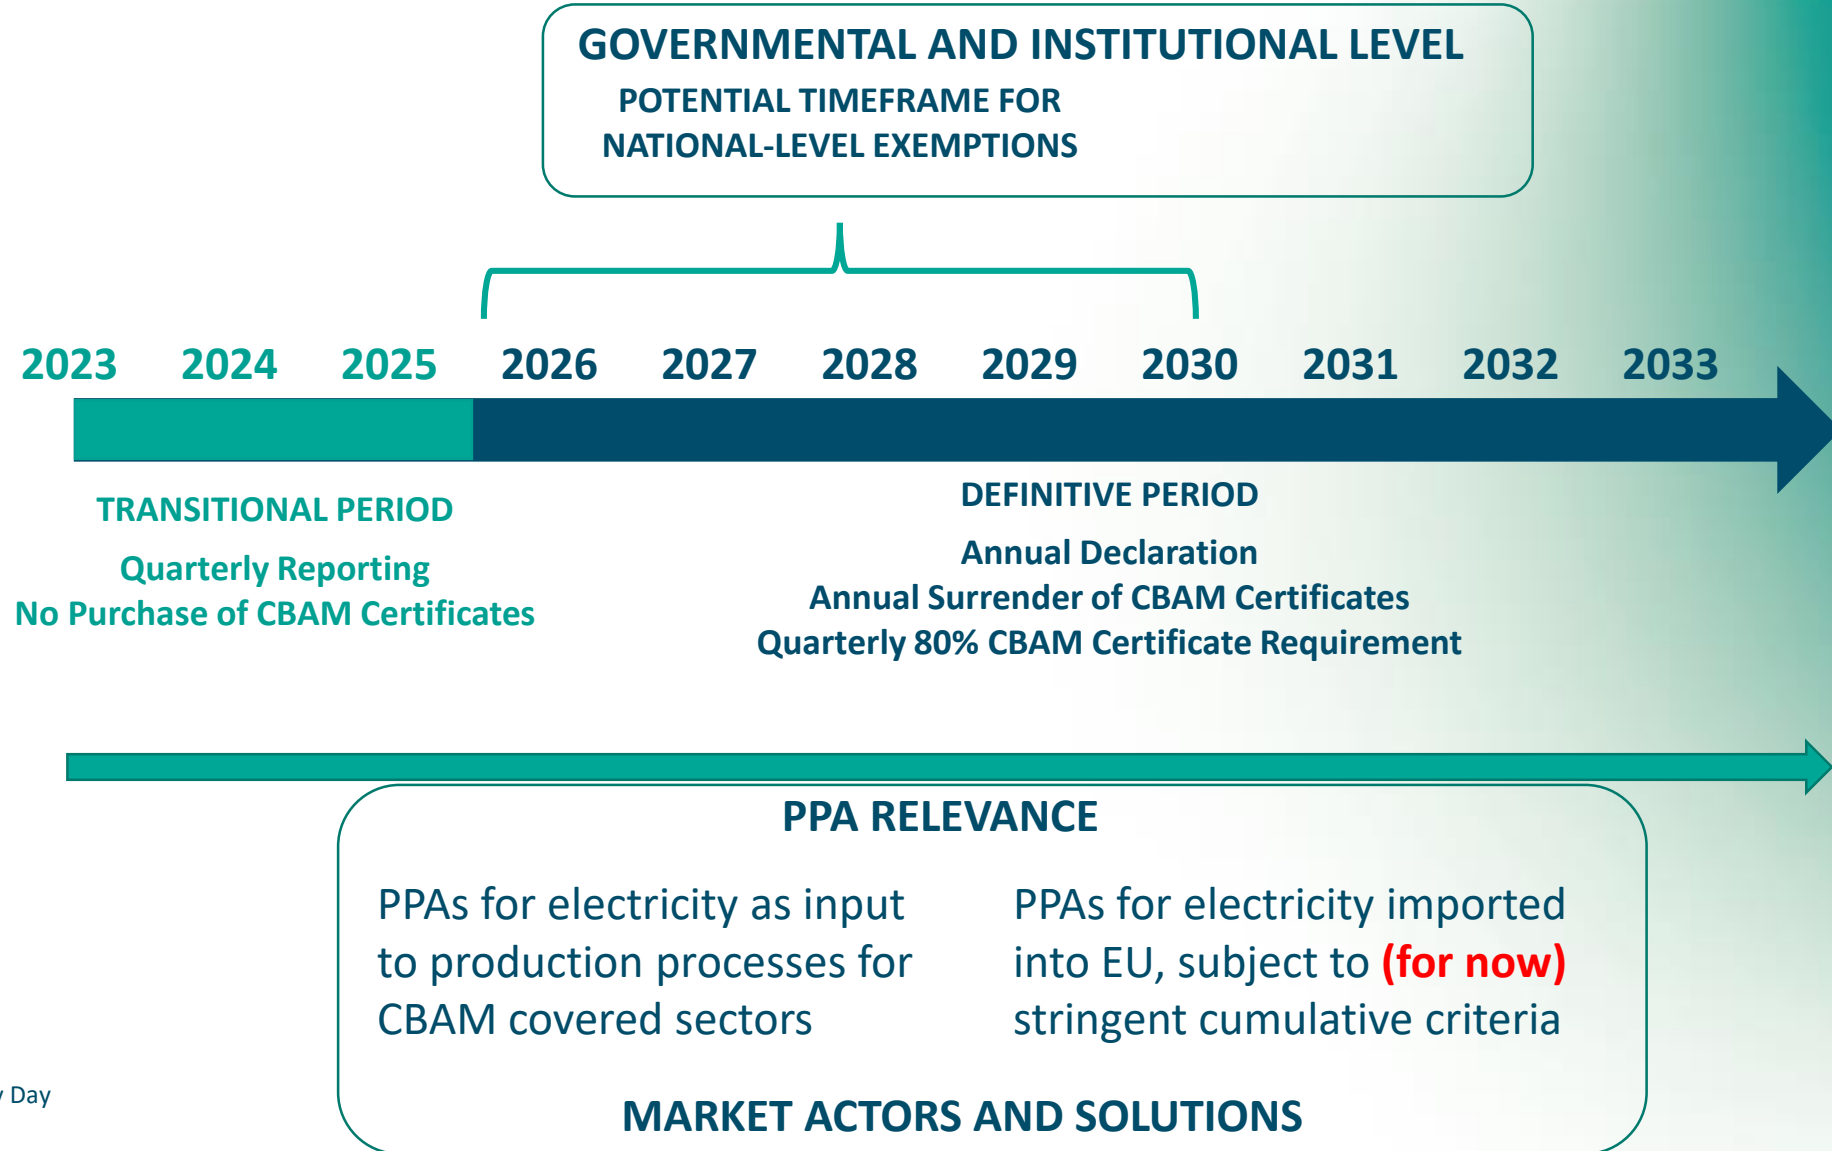 GOVERNMENTAL AND INSTITUTIONAL LEVEL
POTENTIAL TIMEFRAME FOR
NATIONAL-LEVEL EXEMPTIONS
2023 2024 2025 2026 2027 2028 2029 2030 2031 2032 2033
TRANSITIONAL PERIOD
Quarterly Reporting
No Purchase of CBAM Certificates
DEFINITIVE PERIOD
Annual Declaration
Annual Surrender of CBAM Certificates
Quarterly 80% CBAM Certificate Requirement
PPA RELEVANCE
PPAs for electricity as input
to production processes for
CBAM covered sectors
PPAs for electricity imported
into EU, subject to (for now)
stringent cumulative criteria
MARKET ACTORS AND SOLUTIONS
Day